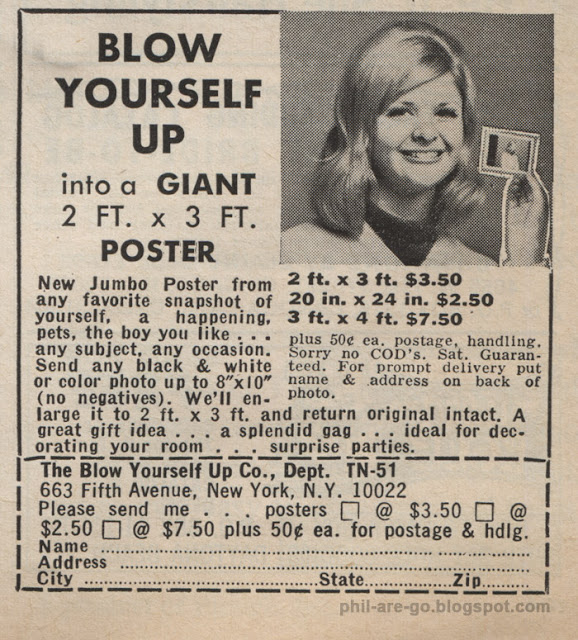 BLOW
YOURSELF
UP
into a GIANT
2 FT. x 3 FT.
POSTER
New Jumbo Poster from
any favorite snapshot of
yourself, a happening,
pets, the boy you like . . .
any subject, any occasion.
Send any black & white
or color photo up to 8"x10"
(no negatives). We'll en-
large it to 2 ft. x 3 ft. and return original intact. A
great gift idea . . . a splendid gag . . . ideal for dec-
orating your room . . . surprise parties.
2 ft. x 3 ft. $3.50
20 in. x 24 in. $2.50
3 ft. x 4 ft. $7.50
plus 50¢ ea. postage, handling.
Sorry no COD's. Sat. Guaran-
teed. For prompt delivery put
name & address on back of
photo.
The Blow Yourself Up Co., Dept. TN-51
663 Fifth Avenue, New York, N.Y. 10022
Please send me . . . posters □ @ $3.50 □ @
$2.50 □ @ $7.50 plus 50¢ ea. for postage & hdlg.
Name
Address
City State Zip
phil-are-go.blogspot.com